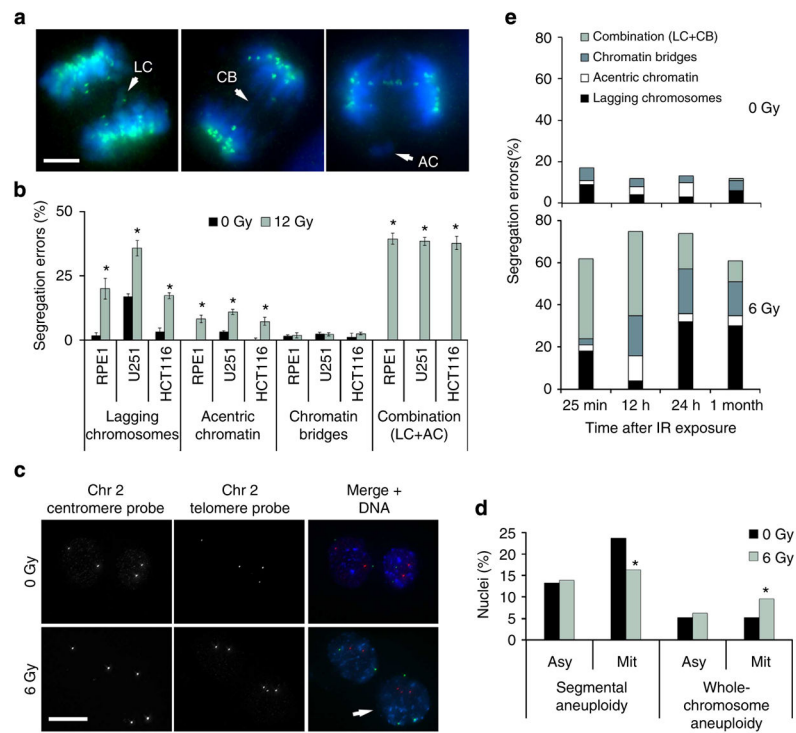 a
LC
CB
AC
b
Segregation errors (%)
50
25
0
0 Gy
12 Gy
*
*
*
*
*
*
*
*
*
RPE1
U251
HCT116
RPE1
U251
HCT116
RPE1
U251
HCT116
RPE1
U251
HCT116
Lagging
chromosomes
Acentric
chromatin
Chromatin
bridges
Combination
(LC+AC)
c
Chr 2
centromere probe
Chr 2
telomere probe
Merge +
DNA
0 Gy
6 Gy
d
Nuclei (%)
25
20
15
10
5
0
0 Gy
6 Gy
*
*
Asy
Mit
Asy
Mit
Segmental
aneuploidy
Whole-
chromosome
aneuploidy
e
Segregation errors(%)
80
60
40
20
0
Combination (LC+CB)
Chromatin bridges
Acentric chromatin
Lagging chromosomes
0 Gy
80
60
40
20
0
6 Gy
25 min
12 h
24 h
1 month
Time after IR exposure